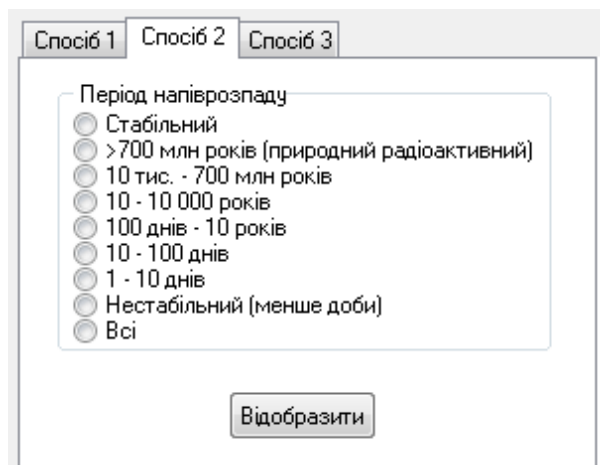 Спосіб 1 Спосіб 2 Спосіб 3
Період напіврозпаду
Стабільний
>700 млн років (природний радіоактивний)
10 тис. - 700 млн років
10 - 10 000 років
100 днів - 10 років
10 - 100 днів
1 - 10 днів
Нестабільний (менше доби)
Всі
Відобразити